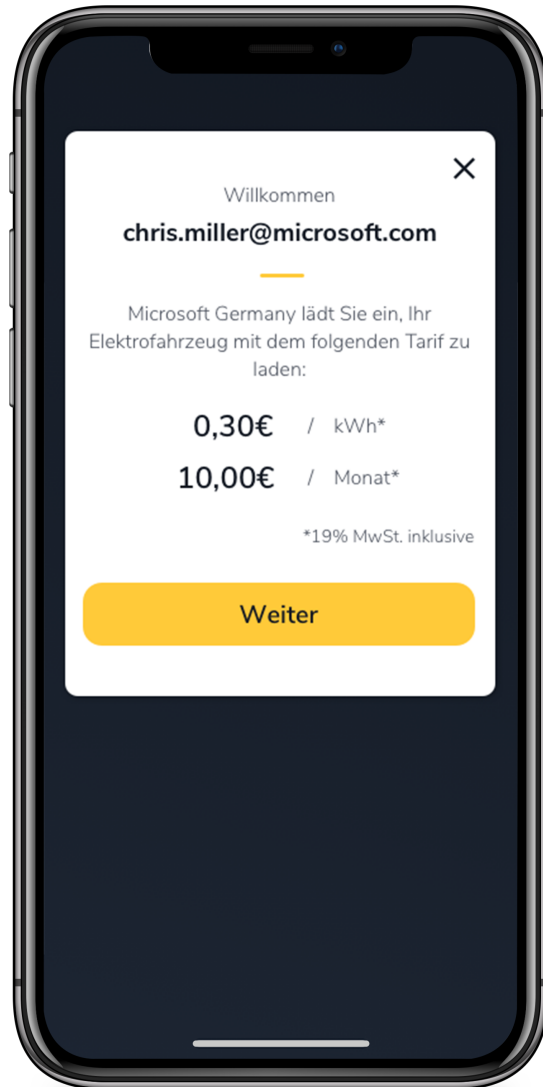 Willkommen
chris.miller@microsoft.com
Microsoft Germany lädt Sie ein, Ihr
Elektrofahrzeug mit dem folgenden Tarif zu
laden:
0,30€ / kWh*
10,00€ / Monat*
*19% MwSt. inklusive
Weiter